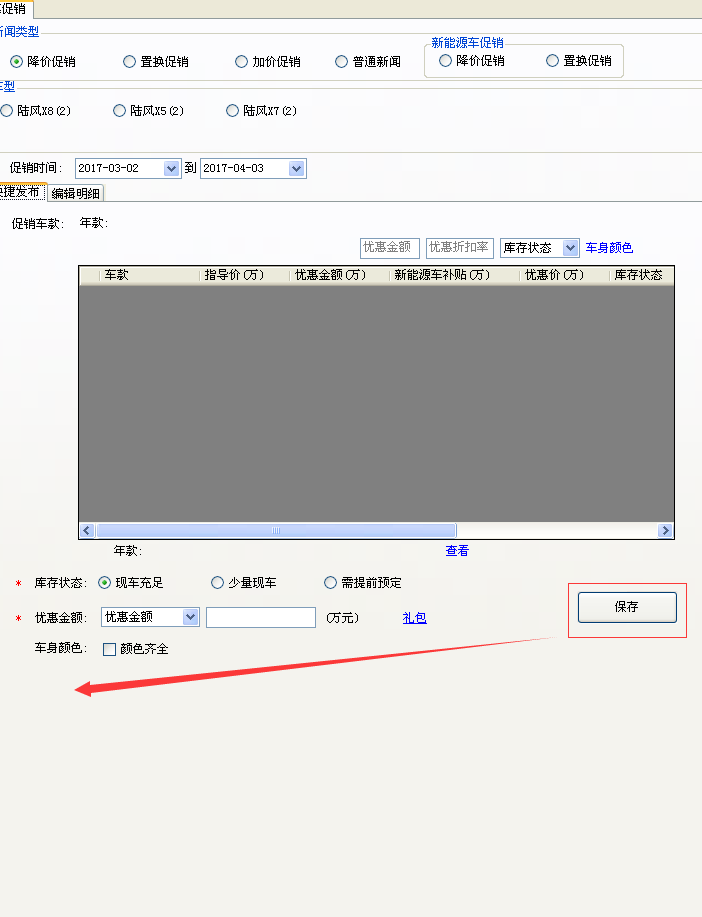 促销
新闻类型
降价促销 置换促销 加价促销 普通新闻
新能源车促销
降价促销 置换促销
车型
陆风X8(2) 陆风X5(2) 陆风X7(2)
促销时间: 2017-03-02 到 2017-04-03
快捷发布 编辑明细
促销车款: 年款:
优惠金额 优惠折扣率 库存状态 车身颜色
车款 指导价(万) 优惠金额(万) 新能源车补贴(万) 优惠价(万) 库存状态
年款: 查看
* 库存状态: 现车充足 少量现车 需提前预定
* 优惠金额: 优惠金额 (万元) 礼包
保存
车身颜色: 颜色齐全